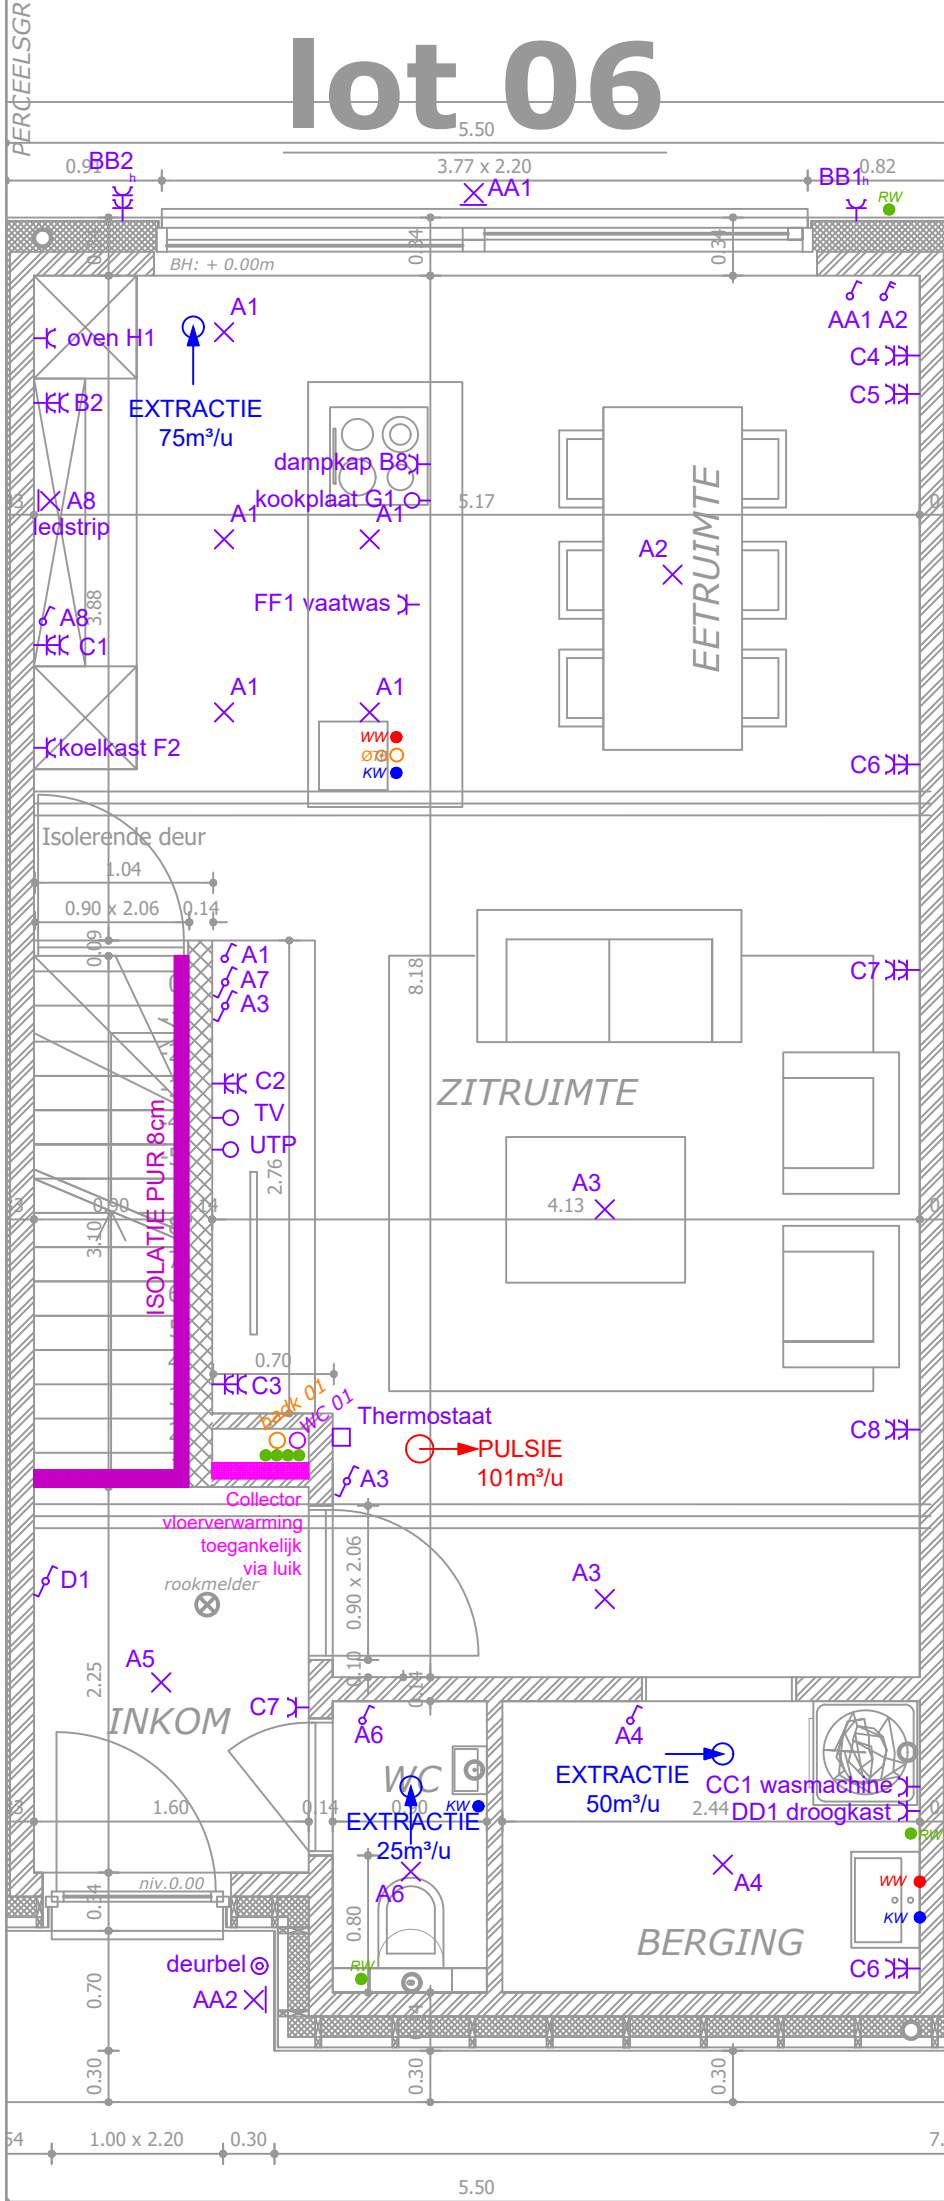 PERCEELSGR
lot 06
5.50
0.91
BB2
h
3.77 x 2.20
AA1
BB1
h
0.82
RW
0.34
0.34
BH: + 0.00m
A1
AA1 A2
oven H1
C4
B2
EXTRACTIE
75m³/u
C5
dampkap B8
kookplaat G1
A8
ledstrip
A1
A1
5.17
EETRUIMTE
A2
FF1 vaatwas
3.88
A8
C1
A1
A1
koelkast F2
WW
KW
C6
Isolerende deur
1.04
0.90 x 2.06
0.14
0.09
A1
A7
A3
8.18
C7
C2
TV
UTP
ZITRUIMTE
ISOLATIE PUR 8cm
2.76
A3
0.90
4.13
3.10
0.70
C3
badk 01
WC 01
Thermostaat
PULSIE
101m³/u
C8
A3
Collector
vloerverwarming
toegankelijk
via luik
D1
rookmelder
0.90 x 2.06
A3
A5
2.25
0.10
0.14
INKOM
C7
A6
A4
WC
EXTRACTIE
50m³/u
CC1 wasmachine
DD1 droogkast
KW
1.60
0.14
0.90
EXTRACTIE
25m³/u
2.44
RW
niv.0.00
A6
A4
WW
KW
0.34
0.80
BERGING
deurbel
RW
C6
AA2
0.70
0.30
0.30
0.30
54
1.00 x 2.20
0.30
7.
5.50